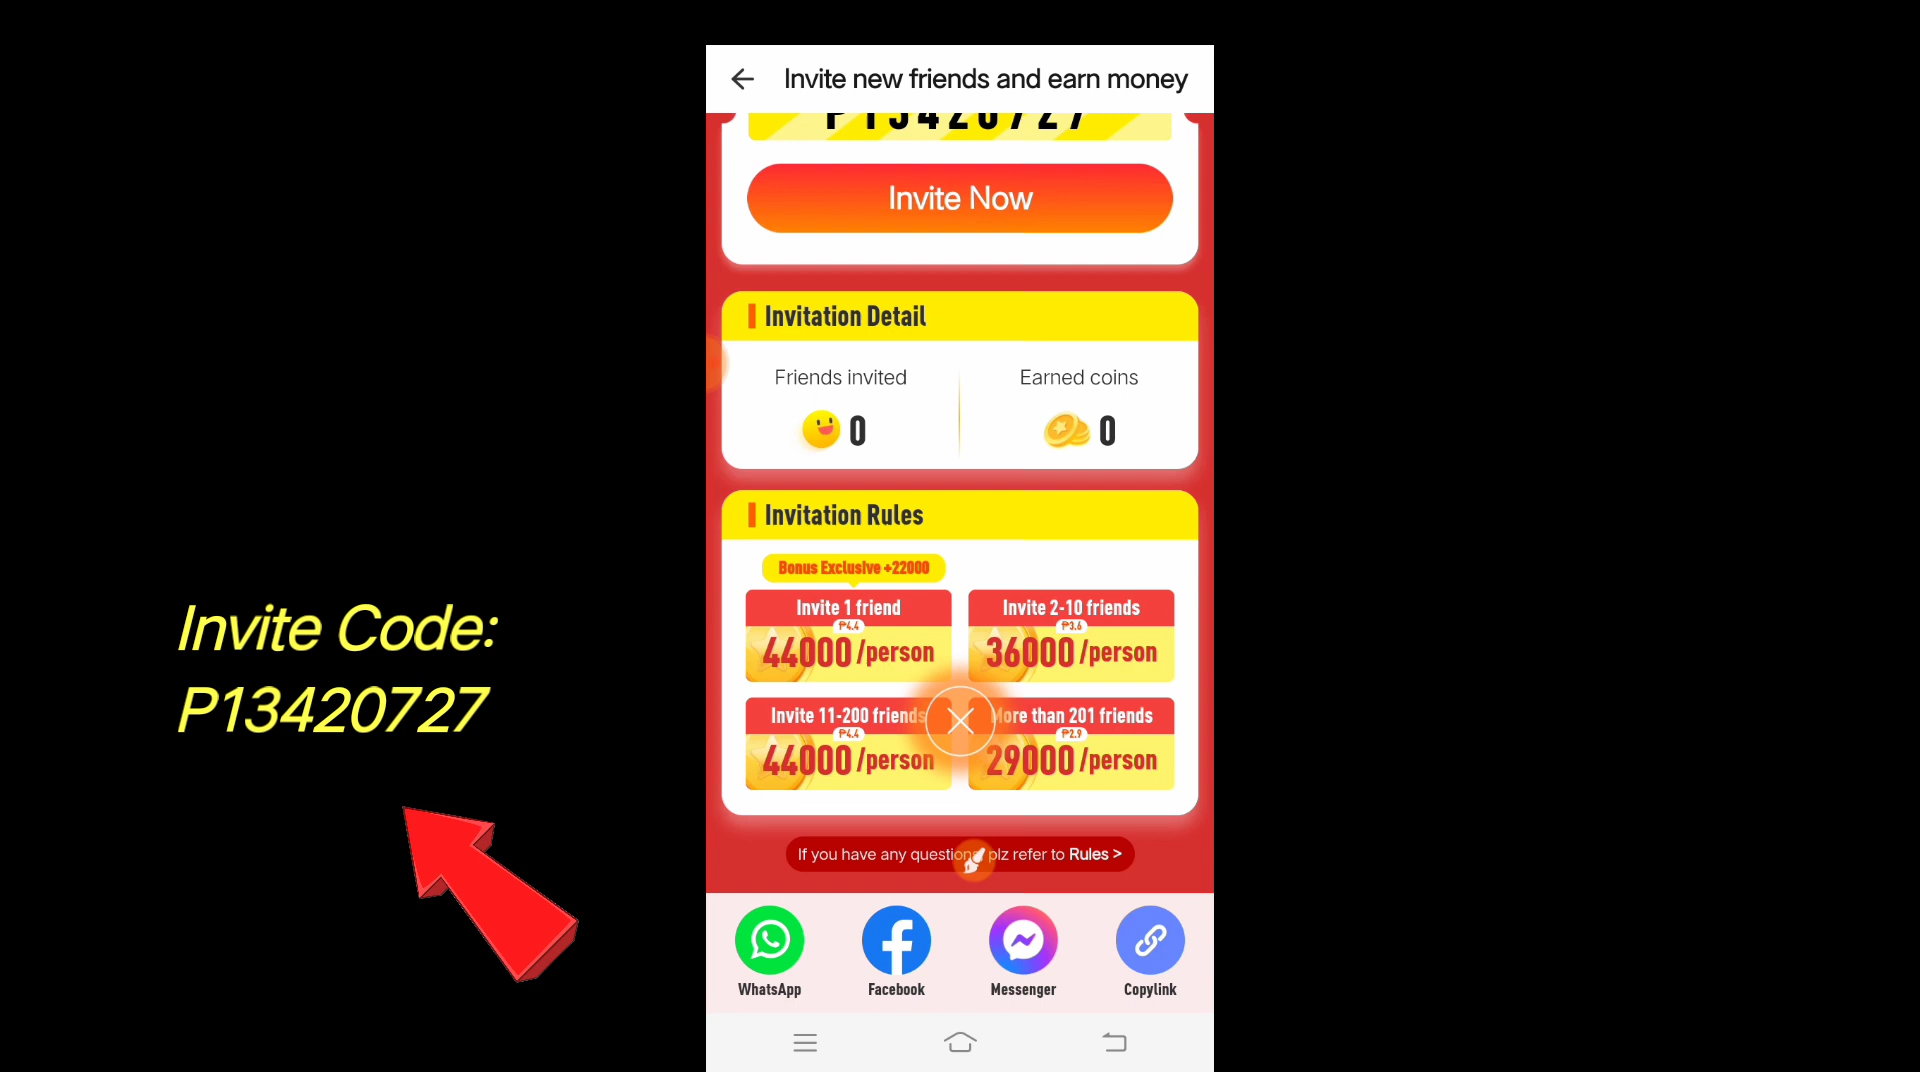 Invite new friends and earn money
P13420727
Invite Now
Invitation Detail
Friends invited
Earned coins
0
0
Invitation Rules
Bonus Exclusive +22000
Invite 1 friend
₱4.4
44000 /person
Invite 2-10 friends
₱3.6
36000 /person
Invite 11-200 friends
₱4.4
44000 /person
More than 201 friends
₱2.9
29000 /person
If you have any questions plz refer to Rules >
WhatsApp
Facebook
Messenger
Copylink
Invite Code:
P13420727